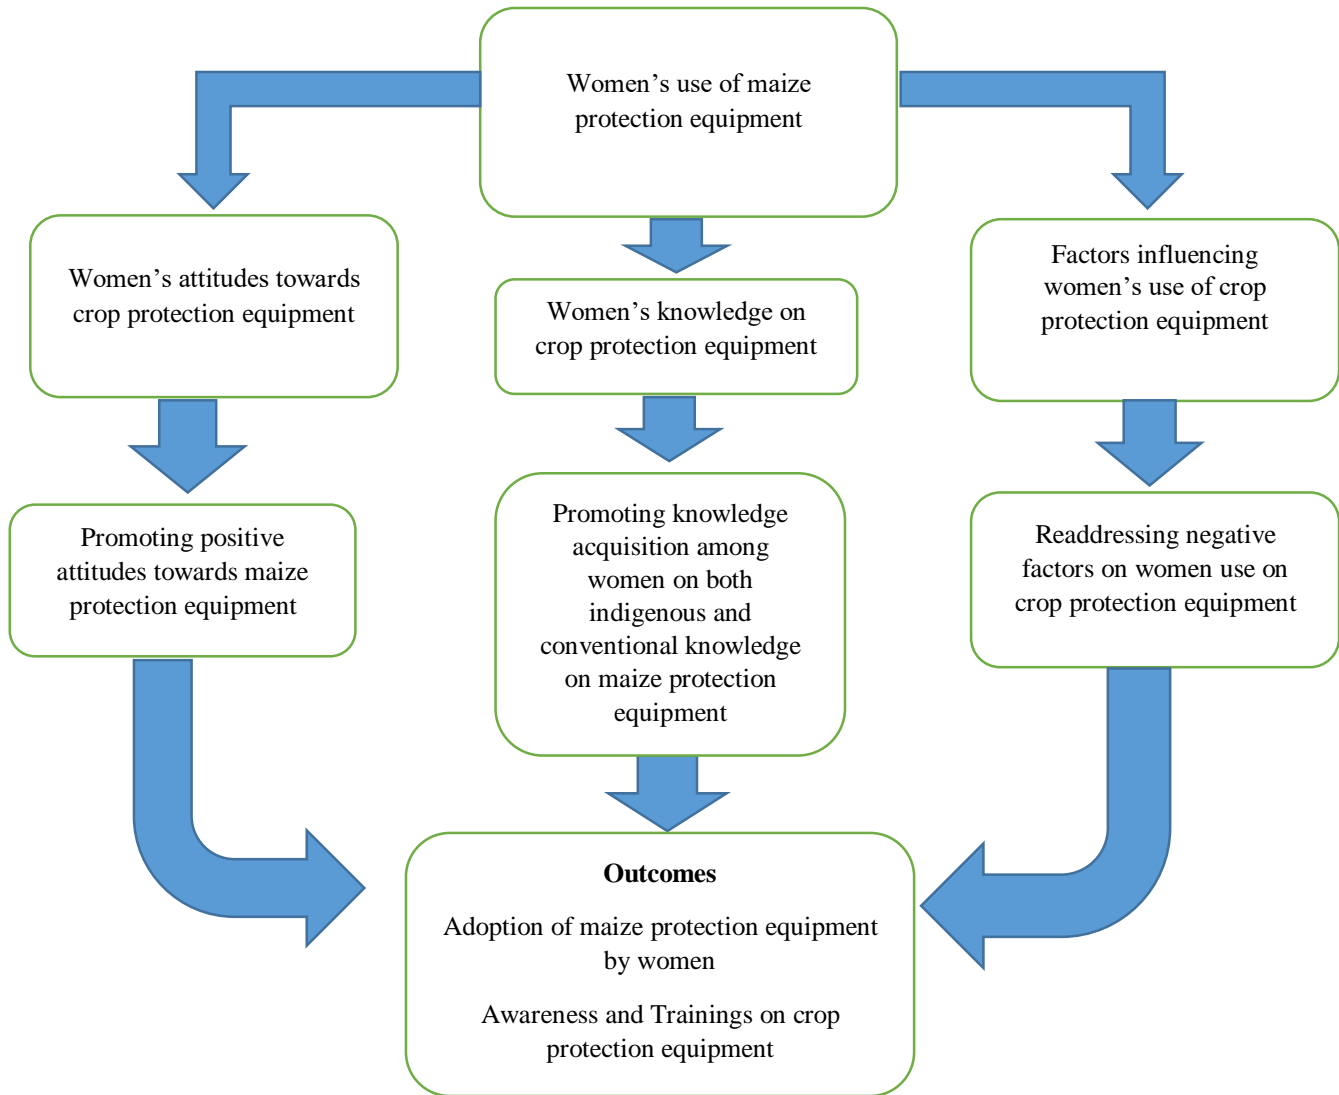 Women’s use of maize
protection equipment
Women’s attitudes towards
crop protection equipment
Women’s knowledge on
crop protection equipment
Factors influencing
women’s use of crop
protection equipment
Promoting positive
attitudes towards maize
protection equipment
Promoting knowledge
acquisition among
women on both
indigenous and
conventional knowledge
on maize protection
equipment
Readdressing negative
factors on women use on
crop protection equipment
Outcomes
Adoption of maize protection equipment
by women
Awareness and Trainings on crop
protection equipment